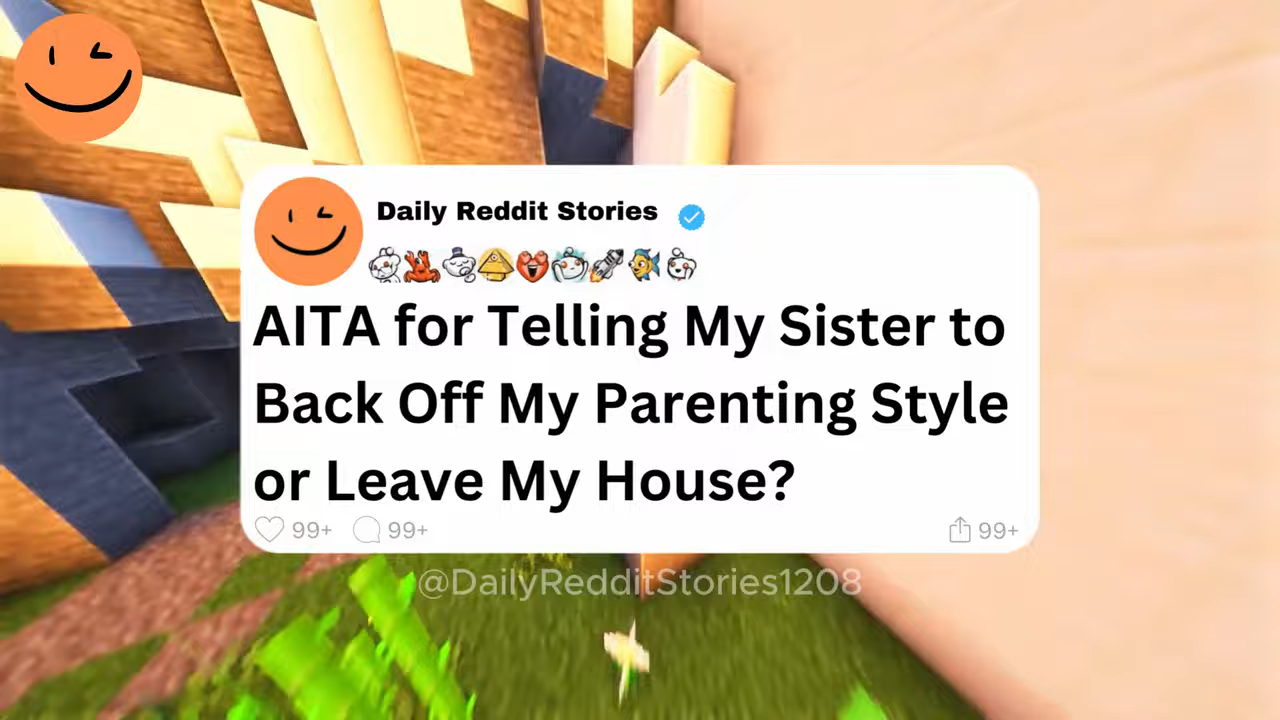 Daily Reddit Stories
AITA for Telling My Sister to
Back Off My Parenting Style
or Leave My House?
99+ 99+ 99+
@DailyRedditStories1208